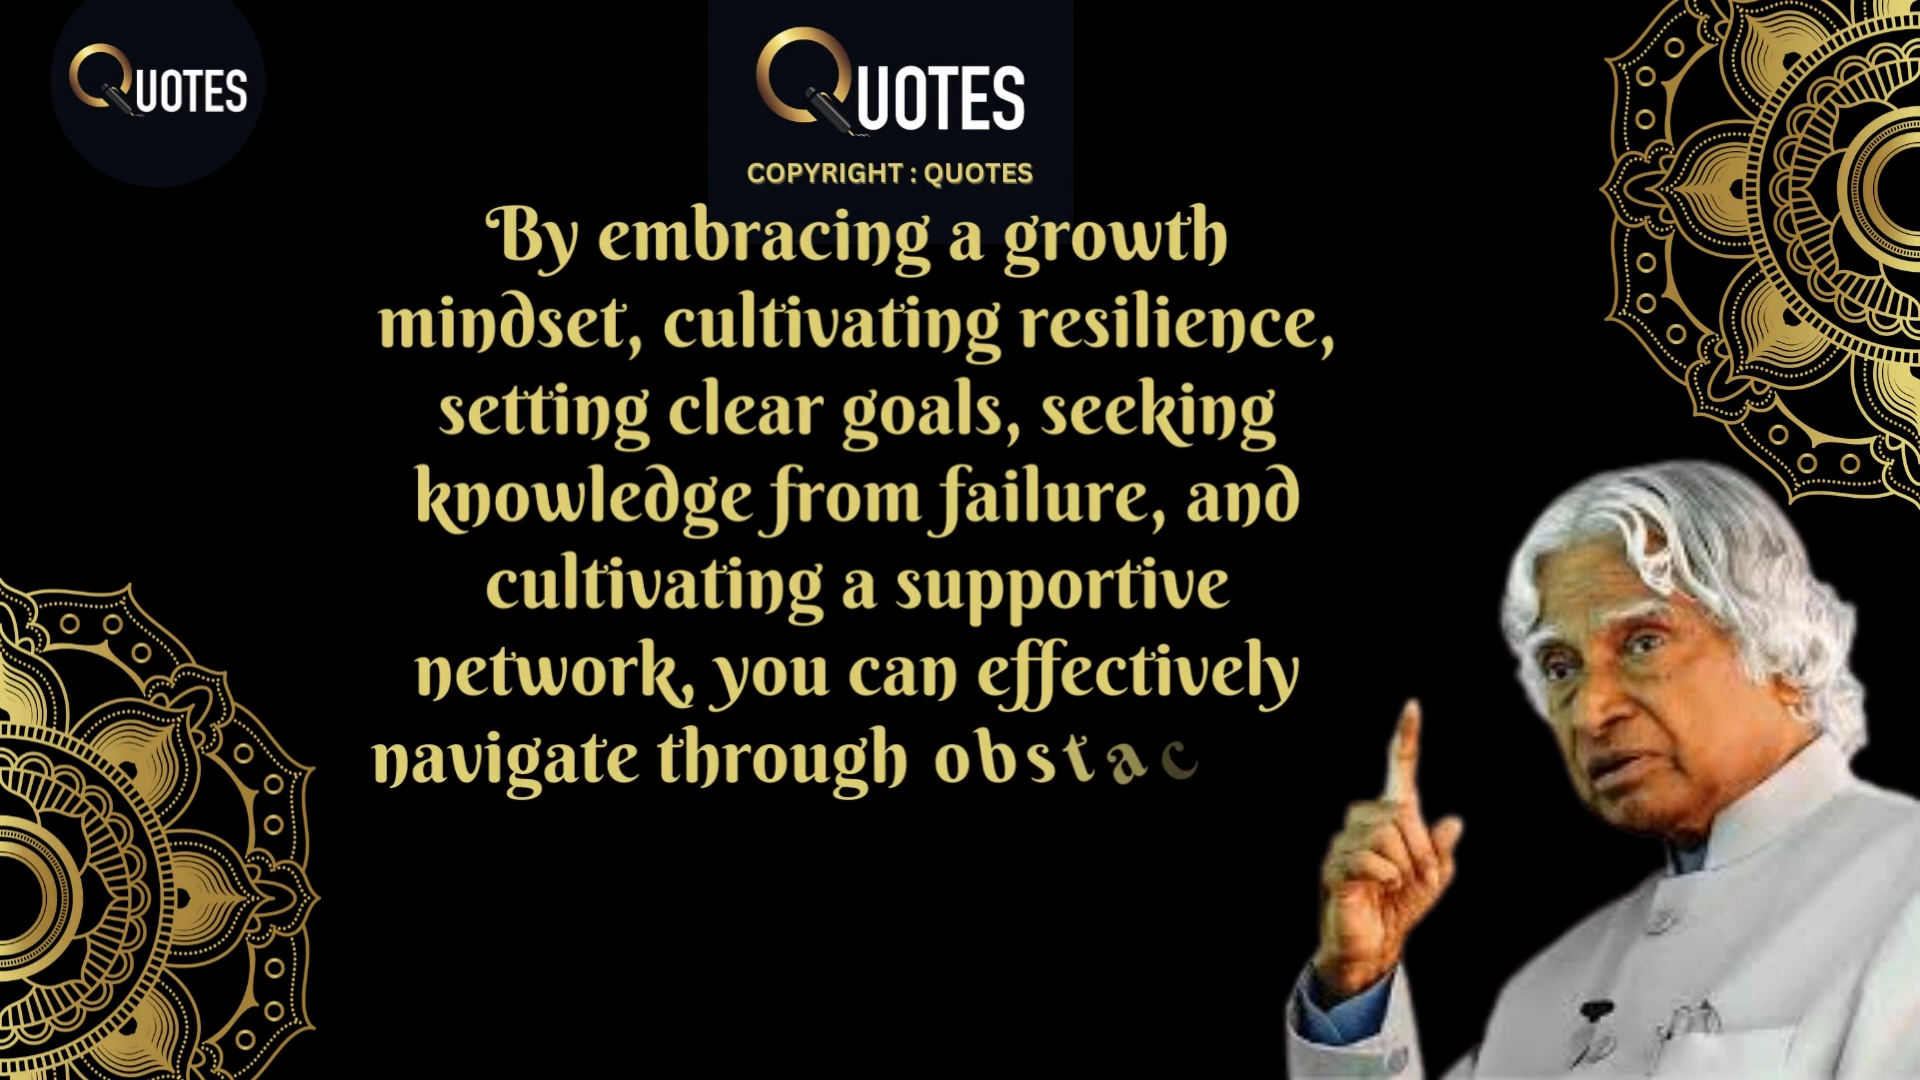 QUOTES
QUOTES
COPYRIGHT : QUOTES
By embracing a growth
mindset, cultivating resilience,
setting clear goals, seeking
knowledge from failure, and
cultivating a supportive
network, you can effectively
navigate through obstac